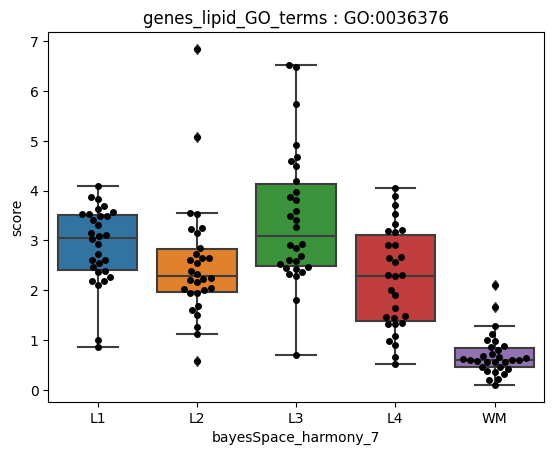 genes_lipid_GO_terms : GO:0036376
7
6
5
4
3
2
1
0
score
L1 L2 L3 L4 WM
bayesSpace_harmony_7